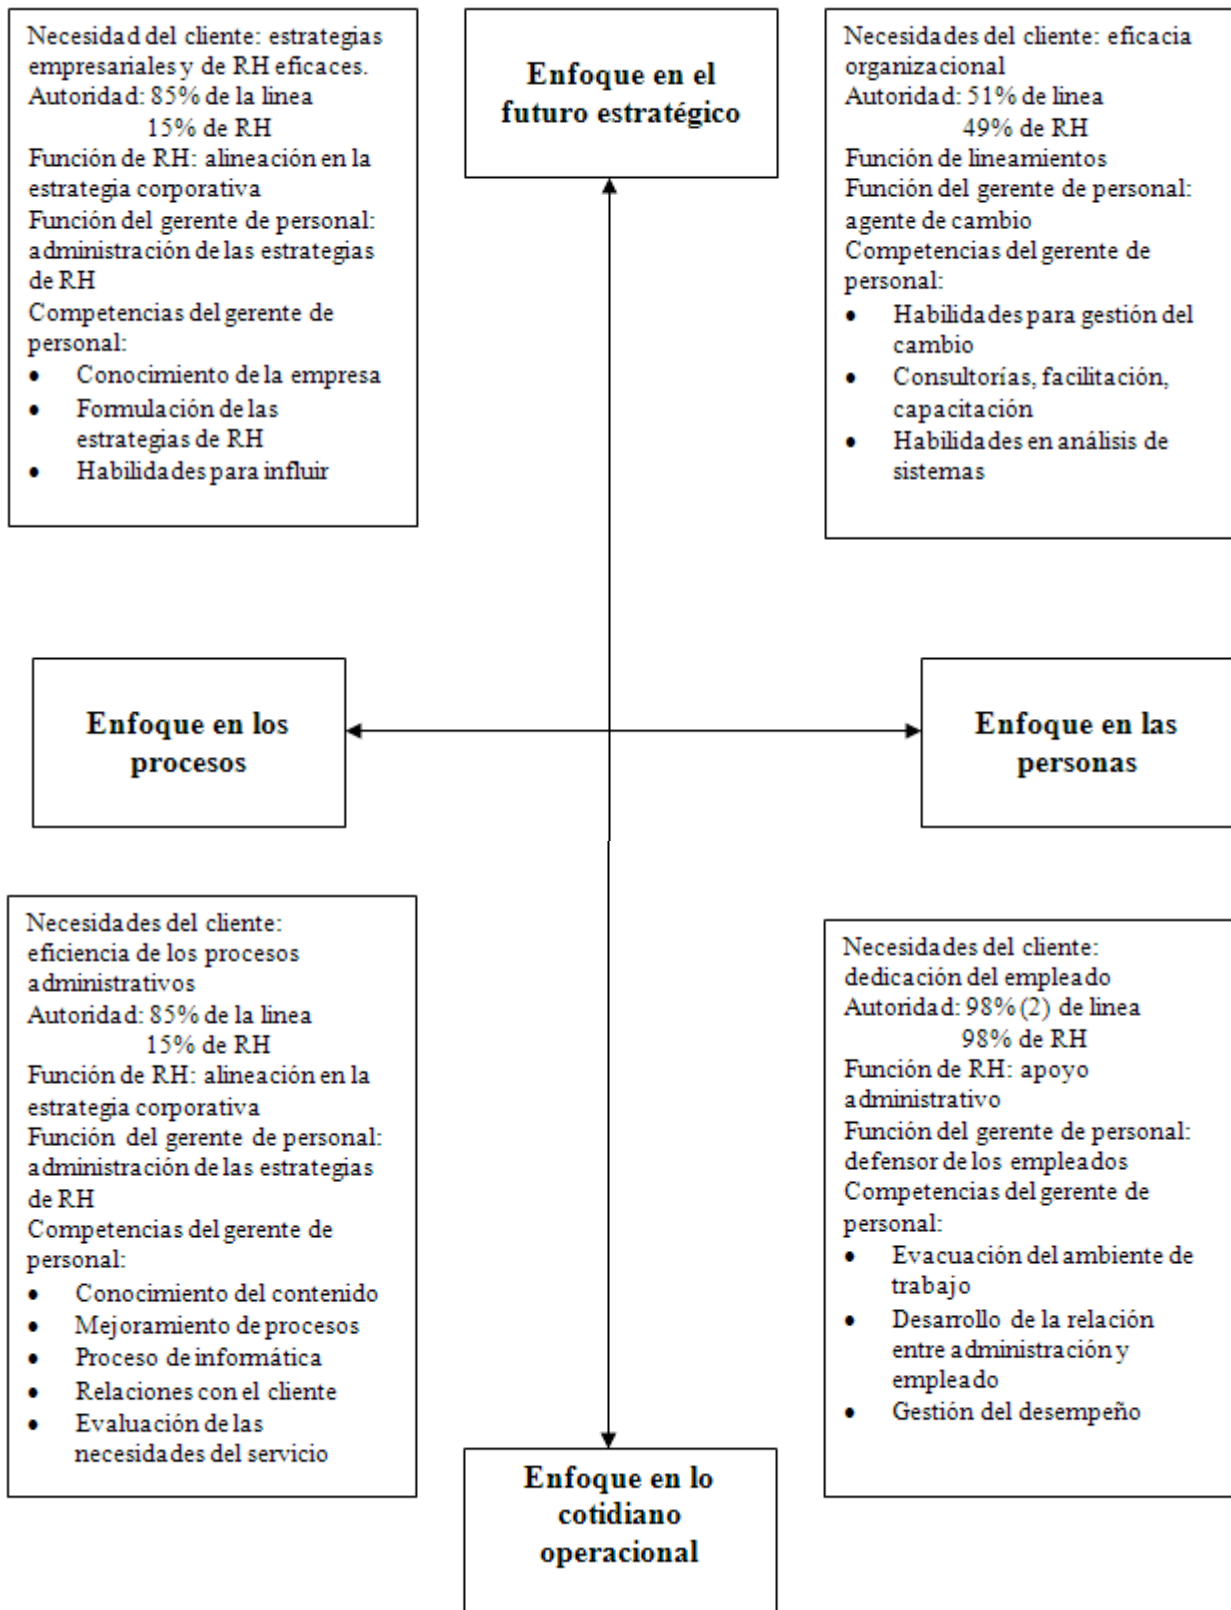 Necesidad del cliente: estrategias
empresariales y de RH eficaces.
Autoridad: 85% de la linea
15% de RH
Función de RH: alineación en la
estrategia corporativa
Función del gerente de personal:
administración de las estrategias
de RH
Competencias del gerente de
personal:
• Conocimiento de la empresa
• Formulación de las
estrategias de RH
• Habilidades para influir
Enfoque en el
futuro estratégico
Necesidades del cliente: eficacia
organizacional
Autoridad: 51% de linea
49% de RH
Función de lineamientos
Función del gerente de personal:
agente de cambio
Competencias del gerente de
personal:
• Habilidades para gestión del
cambio
• Consultorías, facilitación,
capacitación
• Habilidades en análisis de
sistemas
Enfoque en los
procesos
Enfoque en las
personas
Necesidades del cliente:
eficiencia de los procesos
administrativos
Autoridad: 85% de la linea
15% de RH
Función de RH: alineación en la
estrategia corporativa
Función del gerente de personal:
administración de las estrategias
de RH
Competencias del gerente de
personal:
• Conocimiento del contenido
• Mejoramiento de procesos
• Proceso de informática
• Relaciones con el cliente
• Evaluación de las
necesidades del servicio
Necesidades del cliente:
dedicación del empleado
Autoridad: 98% (2) de linea
98% de RH
Función de RH: apoyo
administrativo
Función del gerente de personal:
defensor de los empleados
Competencias del gerente de
personal:
• Evacuación del ambiente de
trabajo
• Desarrollo de la relación
entre administración y
empleado
• Gestión del desempeño
Enfoque en lo
cotidiano
operacional